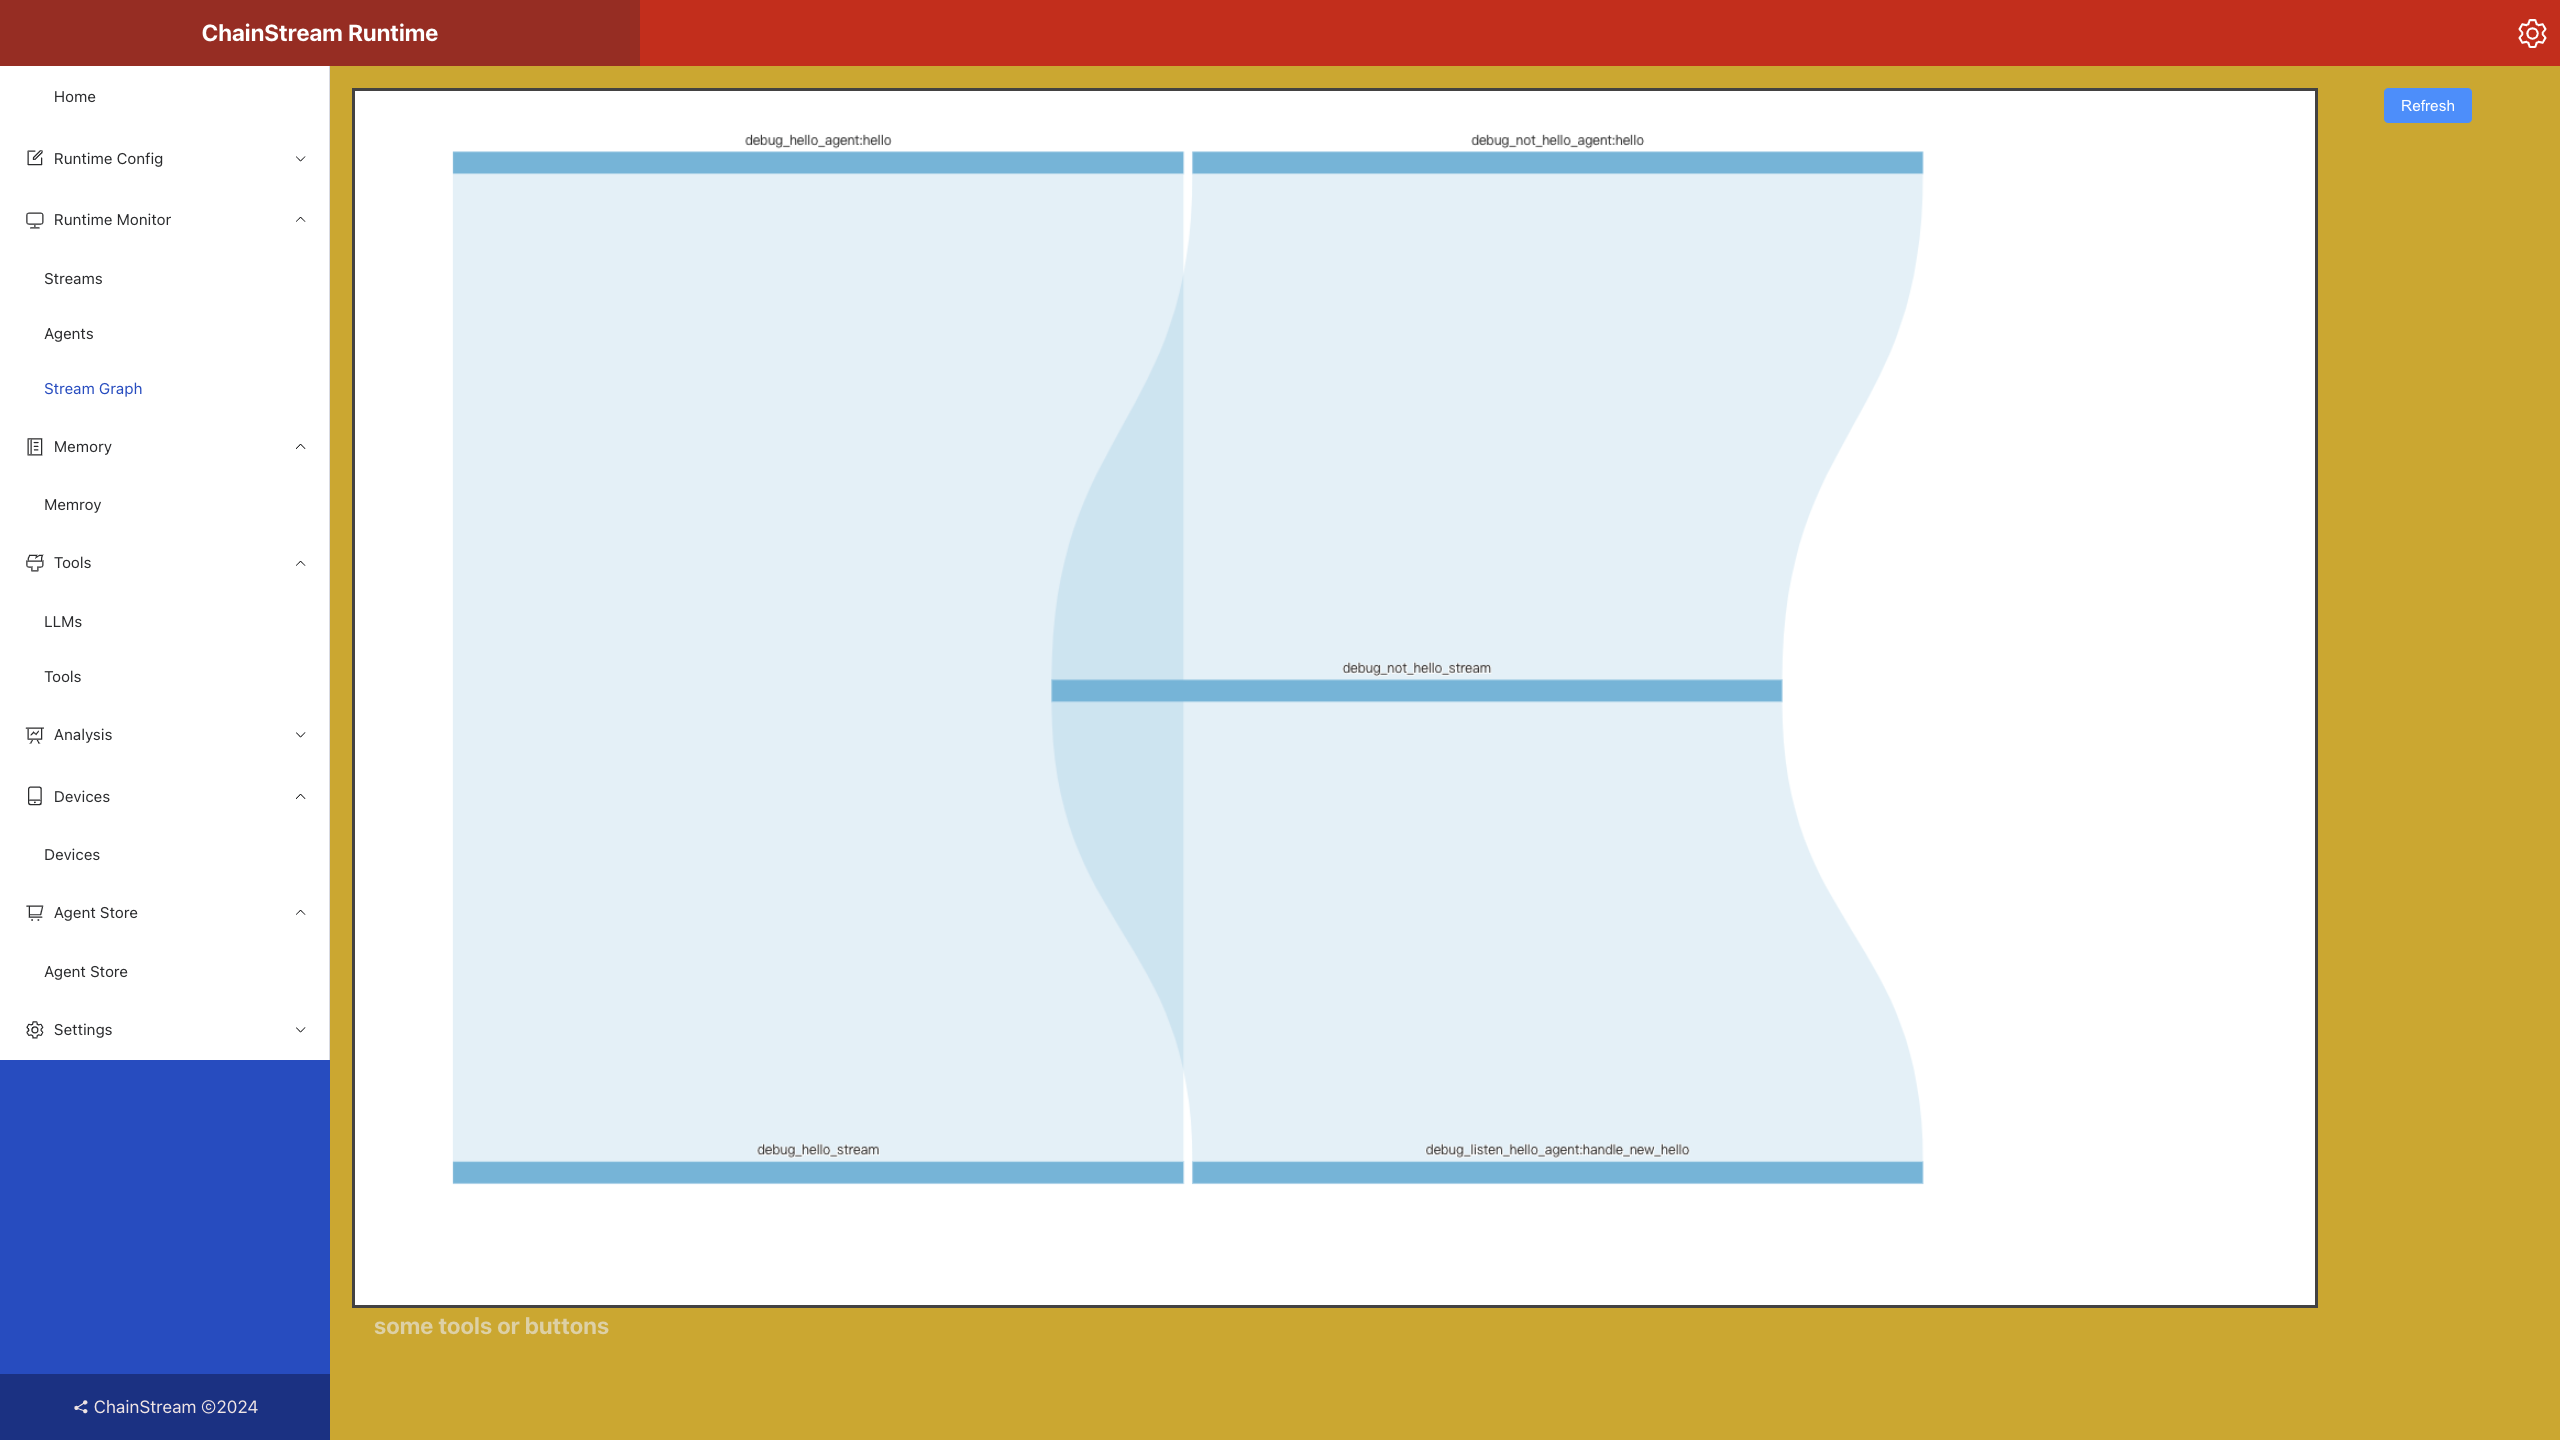 ChainStream Runtime
Home
Runtime Config
Runtime Monitor
Streams
Agents
Stream Graph
Memory
Memroy
Tools
LLMs
Tools
Analysis
Devices
Devices
Agent Store
Agent Store
Settings
ChainStream ©2024
Refresh
debug_hello_agent:hello
debug_not_hello_agent:hello
debug_not_hello_stream
debug_hello_stream
debug_listen_hello_agent:handle_new_hello
some tools or buttons